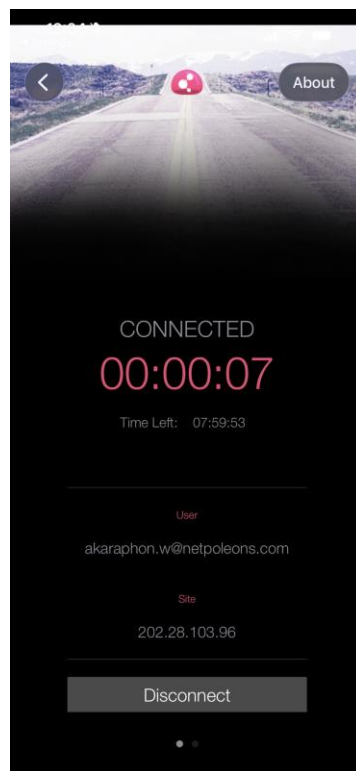 About
CONNECTED
00:00:07
Time Left: 07:59:53
User
akaraphon.w@netpoleons.com
Site
202.28.103.96
Disconnect